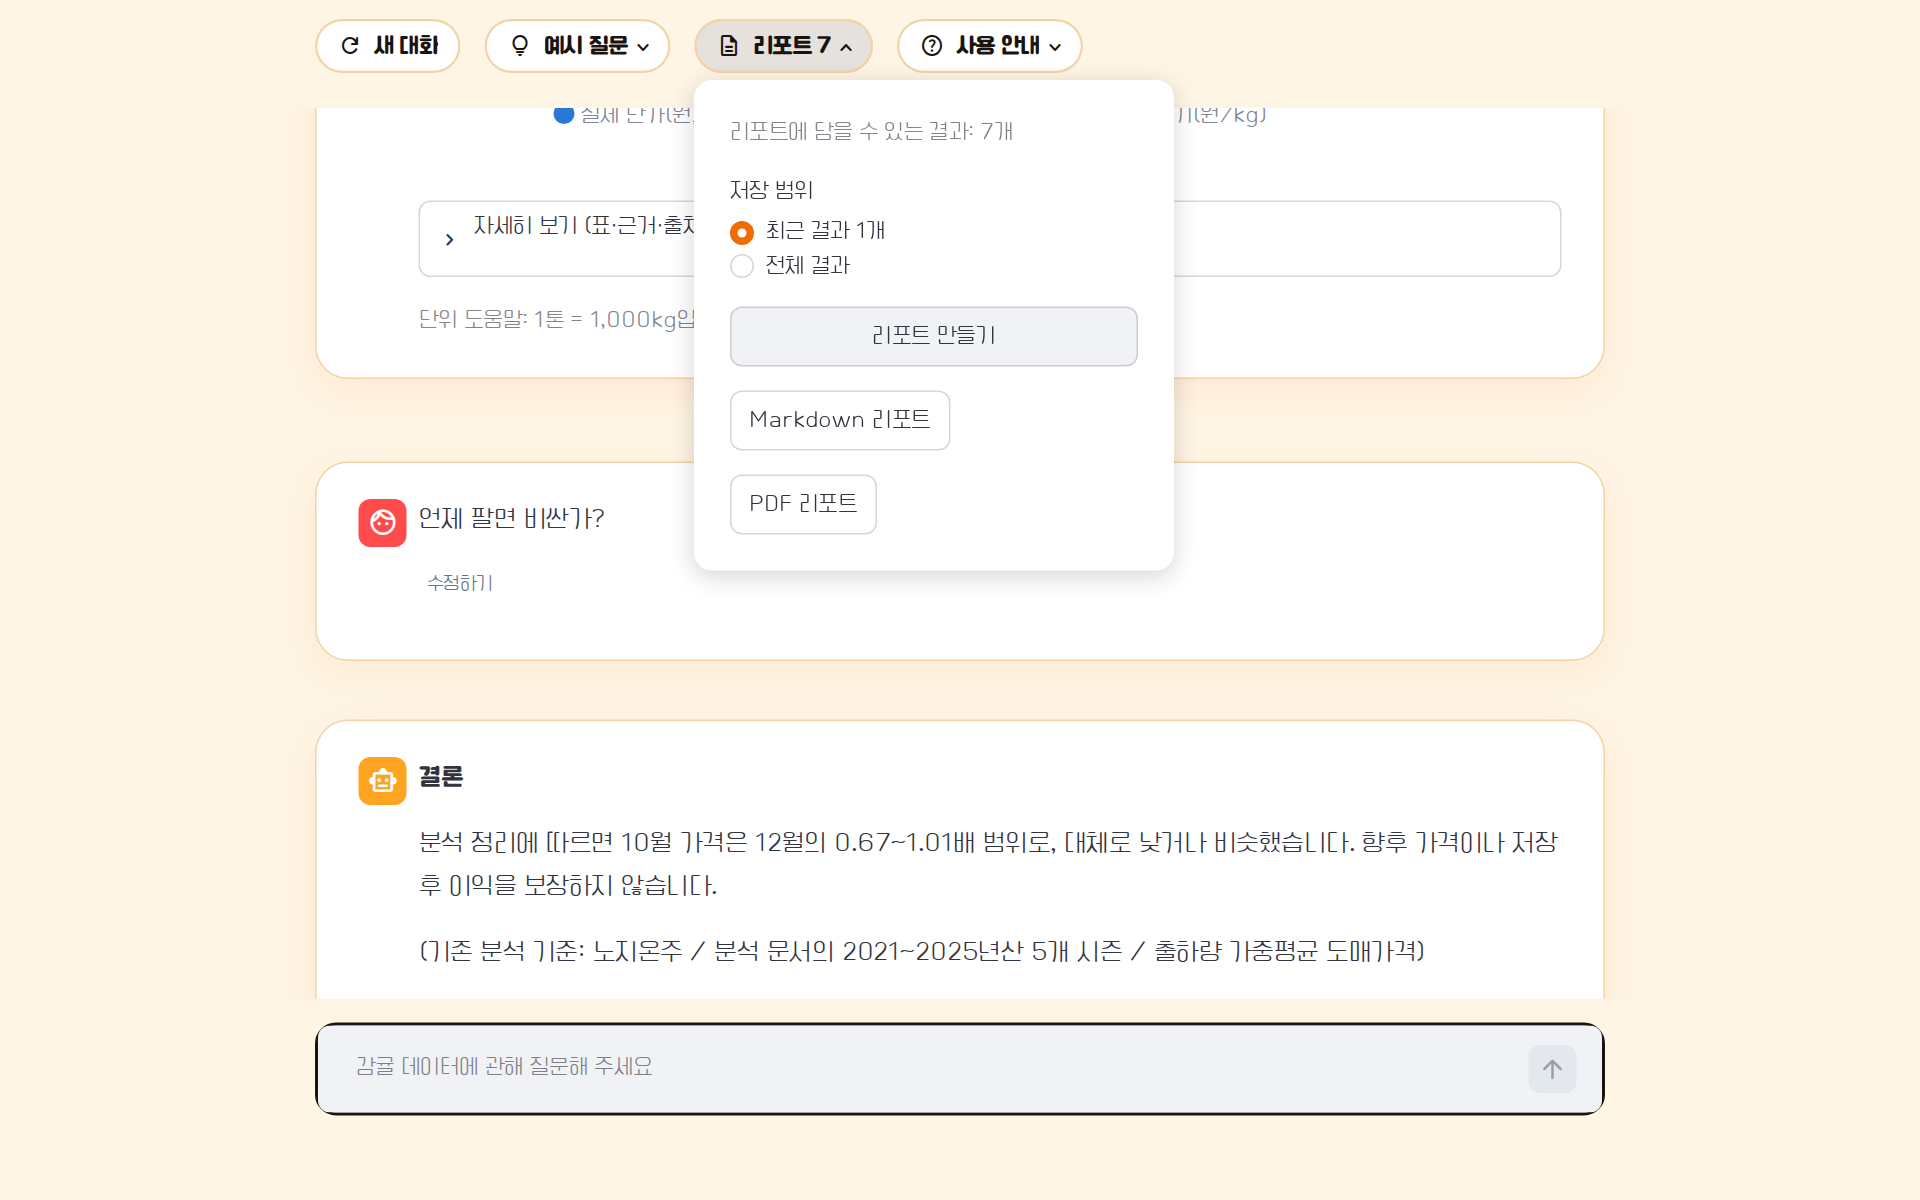 새 대화
예시 질문
리포트 7
사용 안내
실제 단가(원
기(원/kg)
리포트에 담을 수 있는 결과: 7개
저장 범위
최근 결과 1개
전체 결과
리포트 만들기
Markdown 리포트
PDF 리포트
자세히 보기 (표·근거·출처
단위 도움말: 1톤 = 1,000kg입
언제 팔면 비싼가?
수정하기
결론
분석 정리에 따르면 10월 가격은 12월의 0.67~1.01배 범위로, 대체로 낮거나 비슷했습니다. 향후 가격이나 저장
후 이익을 보장하지 않습니다.
(기존 분석 기준: 노지온주 / 분석 문서의 2021~2025년산 5개 시즌 / 출하량 가중평균 도매가격)
감귤 데이터에 관해 질문해 주세요